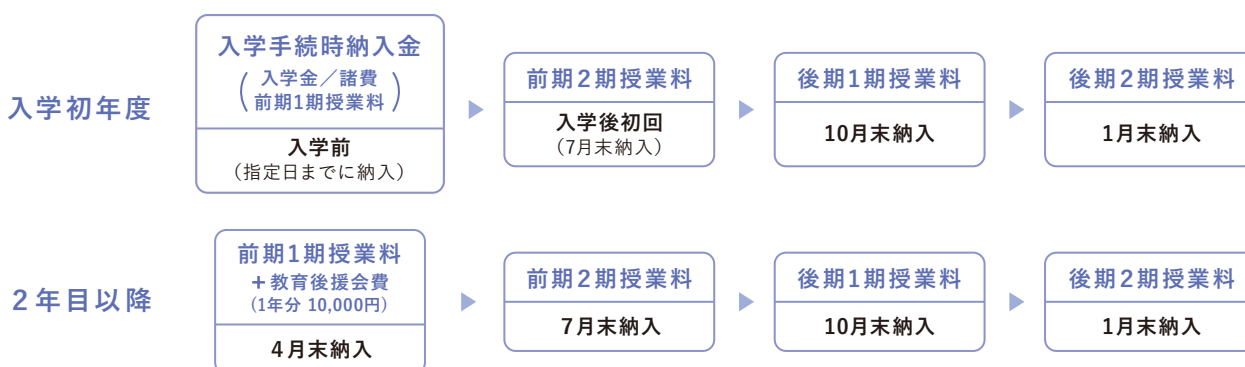 入学初年度
入学手続時納入金
(入学金／諸費
前期1期授業料)
入学前
（指定日までに納入）
前期2期授業料
入学後初回
（7月末納入）
後期1期授業料
10月末納入
後期2期授業料
1月末納入
2年目以降
前期1期授業料
＋教育後援会費
(1年分 10,000円)
4月末納入
前期2期授業料
7月末納入
後期1期授業料
10月末納入
後期2期授業料
1月末納入